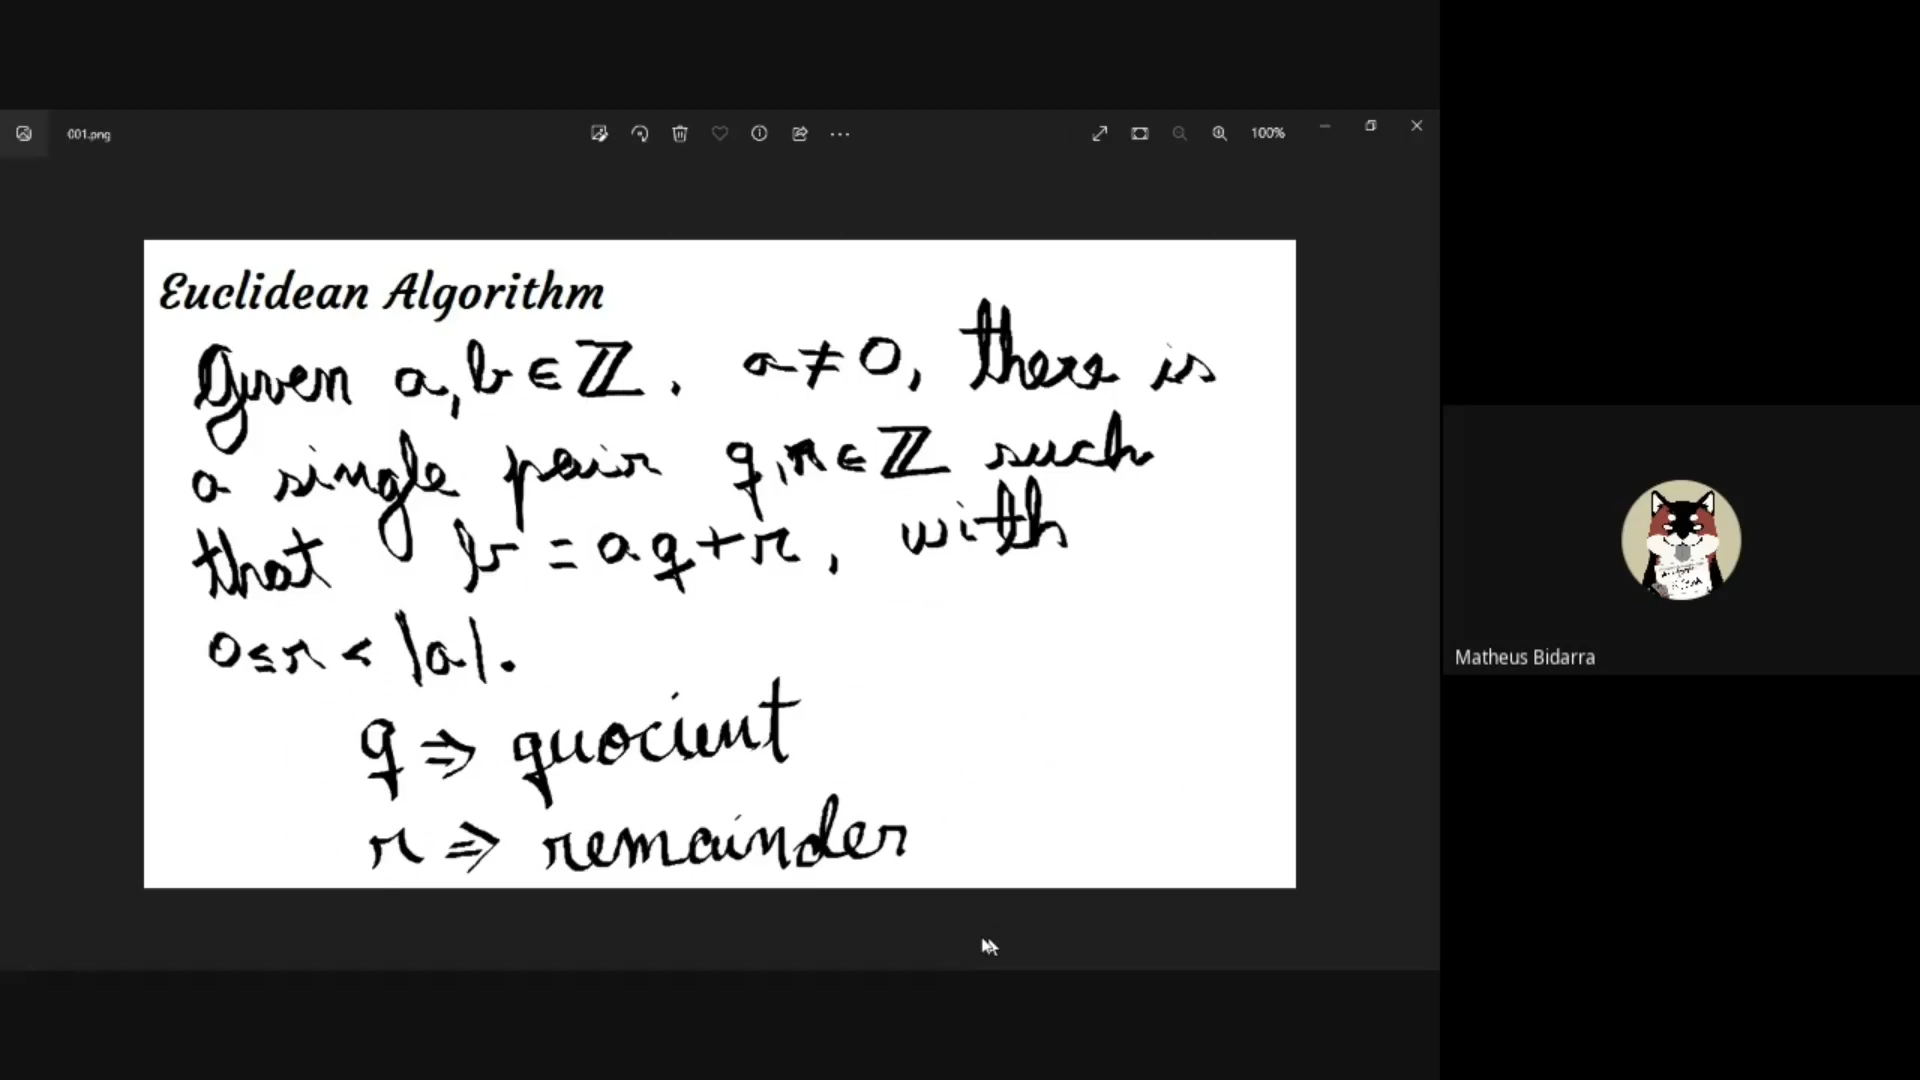 001.png
100%
Euclidean Algorithm
Given a, b ∈ ℤ. a ≠ 0, there is
a single pair q, r ∈ ℤ such
that b = aq + r, with
0 ≤ r < |a|.
q ⇒ quocient
r ⇒ remainder
Matheus Bidarra